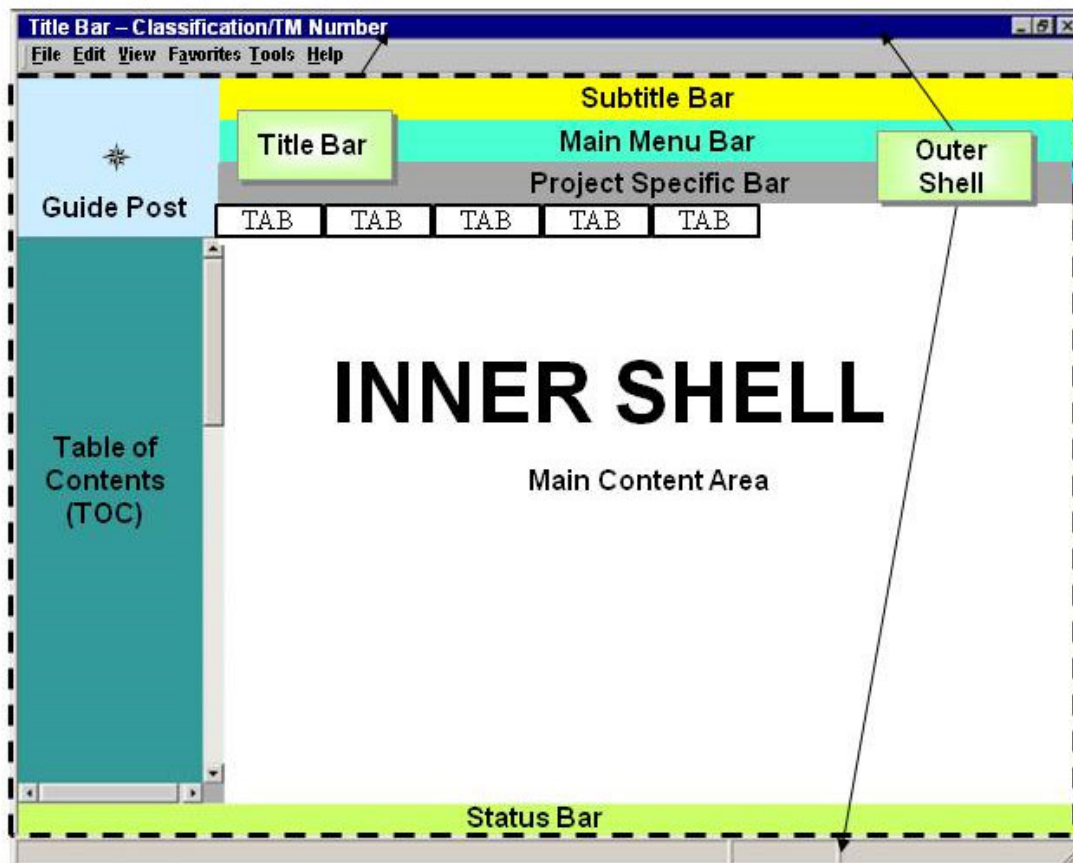 Title Bar – Classification/TM Number
File Edit View Favorites Tools Help
Subtitle Bar
Title Bar
Main Menu Bar
Outer
Shell
Project Specific Bar
Guide Post
TAB TAB TAB TAB TAB
INNER SHELL
Table of
Contents
(TOC)
Main Content Area
Status Bar